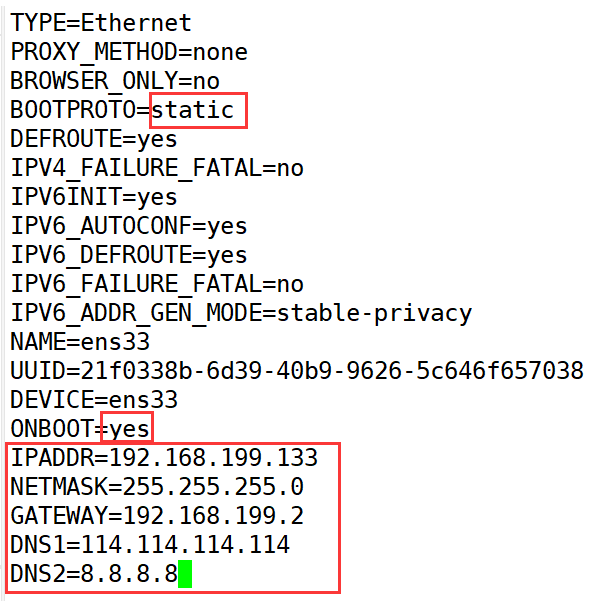 TYPE=Ethernet
PROXY_METHOD=none
BROWSER_ONLY=no
BOOTPROTO=static
DEFROUTE=yes
IPV4_FAILURE_FATAL=no
IPV6INIT=yes
IPV6_AUTOCONF=yes
IPV6_DEFROUTE=yes
IPV6_FAILURE_FATAL=no
IPV6_ADDR_GEN_MODE=stable-privacy
NAME=ens33
UUID=21f0338b-6d39-40b9-9626-5c646f657038
DEVICE=ens33
ONBOOT=yes
IPADDR=192.168.199.133
NETMASK=255.255.255.0
GATEWAY=192.168.199.2
DNS1=114.114.114.114
DNS2=8.8.8.8